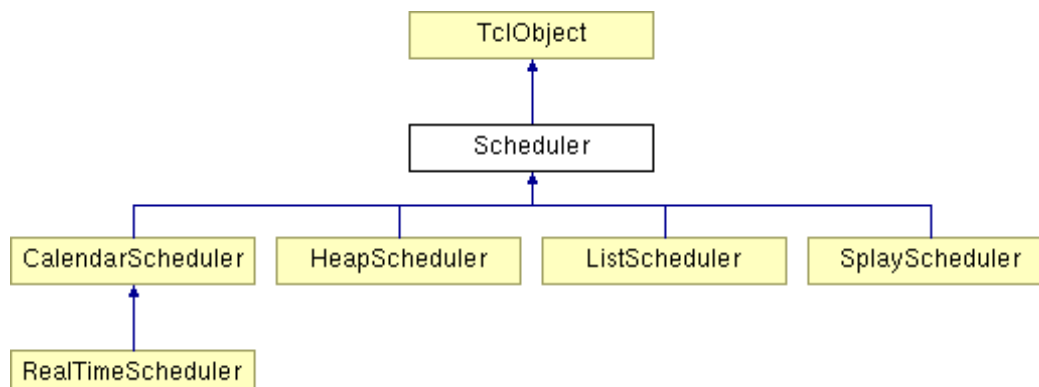 TclObject
Scheduler
CalendarScheduler
HeapScheduler
ListScheduler
SplayScheduler
RealTimeScheduler